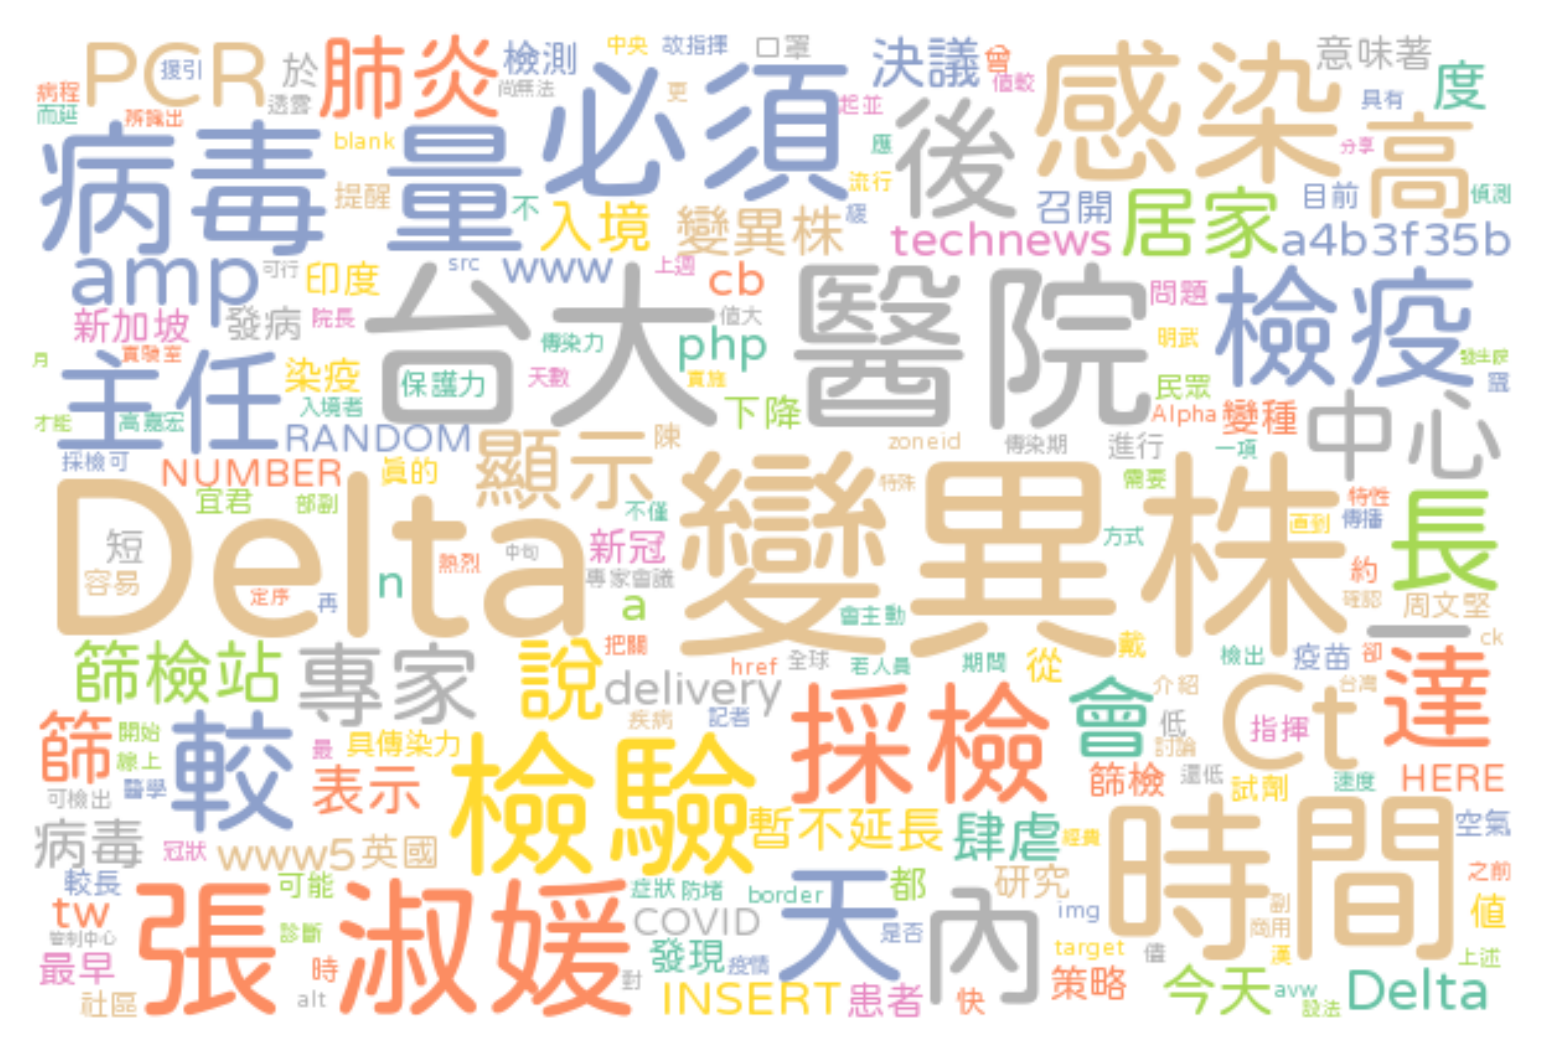 PCR
援引
於
肺炎
檢測
中央
故指揮
口罩
決議
曾
意味著
病程
而延
辨識出
透露
尚無法
必須
更
起並
值較
感染
具有
度
病毒
量
blank
提醒
不
入境
變異株
流行
緩
應
後
分享
高
召開
居家
目前
偵測
technews
a4b3f35b
amp
可行
印度
src
www
上週
cb
問題
檢疫
新加坡
發病
院長
台大醫院
傳染力
php
值大
明武
月
實驗室
主任
染疫
保護力
天數
實施
民眾
發生院
入境者
才能
高嘉宏
下降
Alpha
變種
中心
RANDOM
顯示
陳
zoneid
傳染期
進行
一項
採檢可
NUMBER
真的
特殊
需要
特性
長
宜君
部副
不僅
Delta
變異株
直到
傳播
短
中旬
熱烈
新冠
方式
容易
n
專家會議
約
定序
再
a
會主動
確認
周文堅
一
篩檢站
專家
說
把關
href
全球
若人員
期間
從
戴
檢出
疫苗
卻
ck
delivery
採檢
會
介紹
低
Ct
台灣
指揮
達
篩
開始
線上
較
最
具傳染力
疾病
記者
檢驗
討論
可檢出
醫學
表示
篩檢
還低
試劑
速度
HERE
病毒
冠狀
www5
英國
暫不延長
肆虐
經費
時間
空氣
較長
可能
症狀
防堵
border
都
研究
之前
tw
張淑媛
COVID
天
內
img
副
商用
值
管制中心
診斷
是否
最早
時
發現
疫情
target
儘
漢
上述
社區
alt
對
INSERT
患者
快
策略
今天
avw
設法
Delta